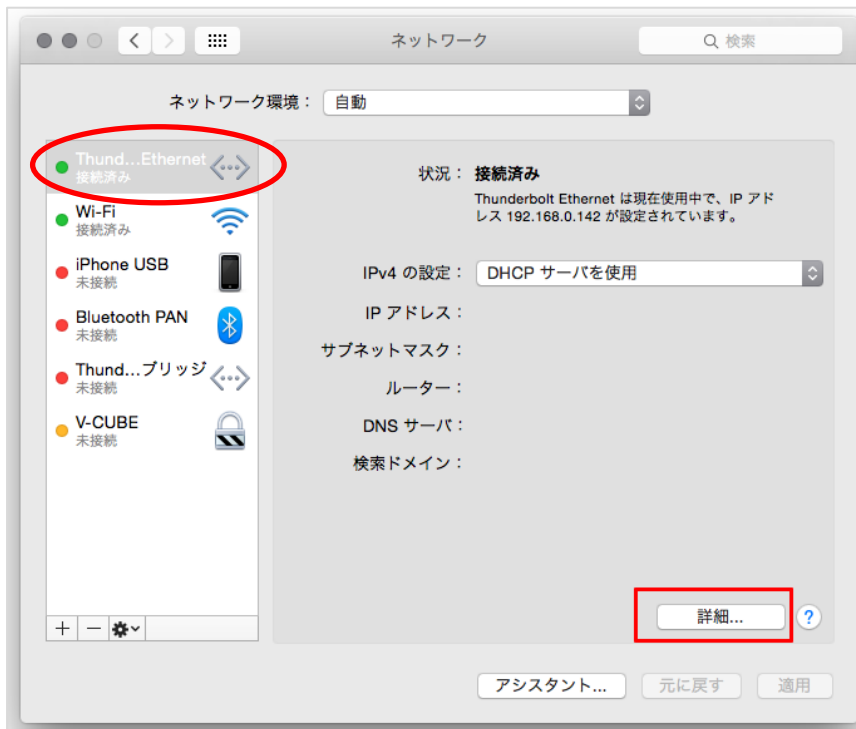 ネットワーク
検索
ネットワーク環境： 自動
Thund...Ethernet
接続済み
Wi-Fi
接続済み
iPhone USB
未接続
Bluetooth PAN
未接続
Thund...ブリッジ
未接続
V-CUBE
未接続
状況： 接続済み
Thunderbolt Ethernet は現在使用中で、IP アド
レス 192.168.0.142 が設定されています。
IPv4 の設定： DHCP サーバを使用
IP アドレス：
サブネットマスク：
ルーター：
DNS サーバ：
検索ドメイン：
詳細... ?
アシスタント... 元に戻す 適用